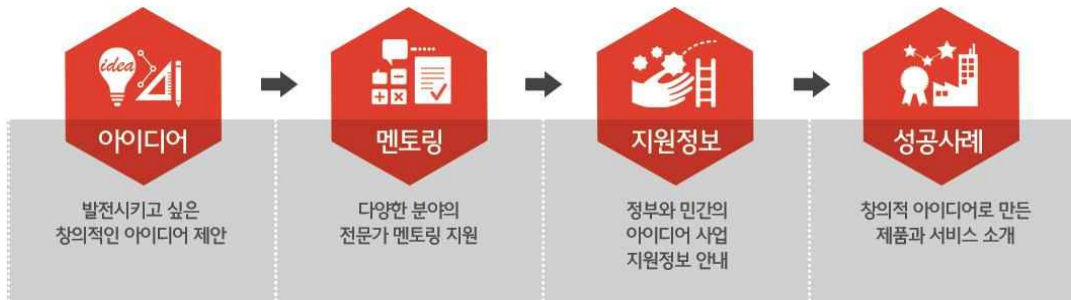 idea
아이디어
발전시키고 싶은
창의적인 아이디어 제안
멘토링
다양한 분야의
전문가 멘토링 지원
지원정보
정부와 민간의
아이디어 사업
지원정보 안내
성공사례
창의적 아이디어로 만든
제품과 서비스 소개